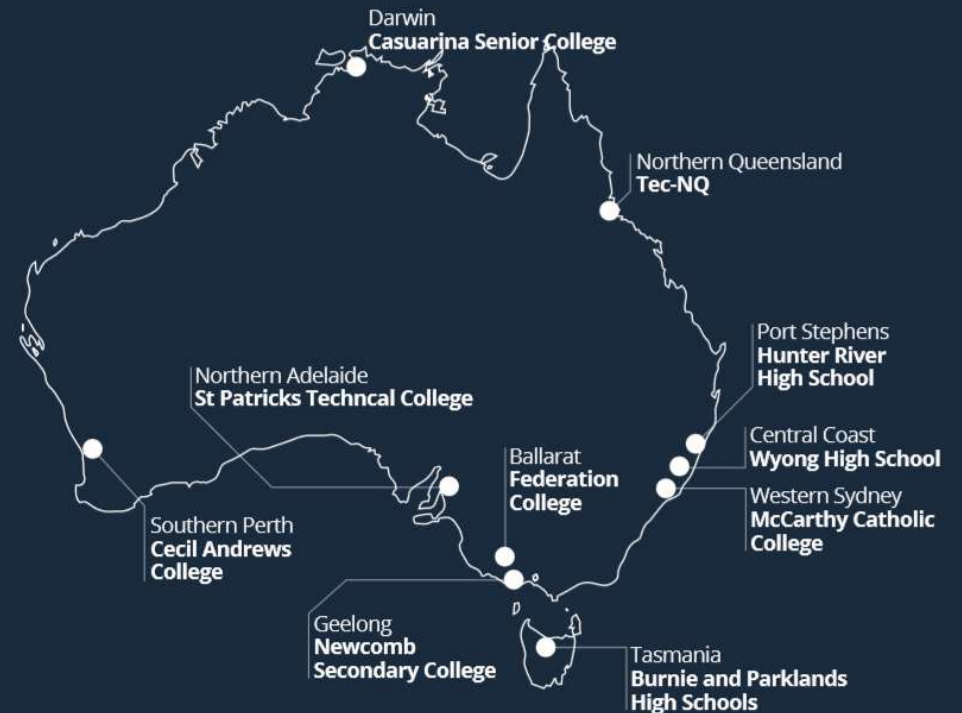 Darwin
Casuarina Senior College
Northern Queensland
Tec-NQ
Port Stephens
Hunter River
High School
Northern Adelaide
St Patricks Techncal College
Central Coast
Wyong High School
Ballarat
Federation
College
Western Sydney
McCarthy Catholic
College
Southern Perth
Cecil Andrews
College
Geelong
Newcomb
Secondary College
Tasmania
Burnie and Parklands
High Schools